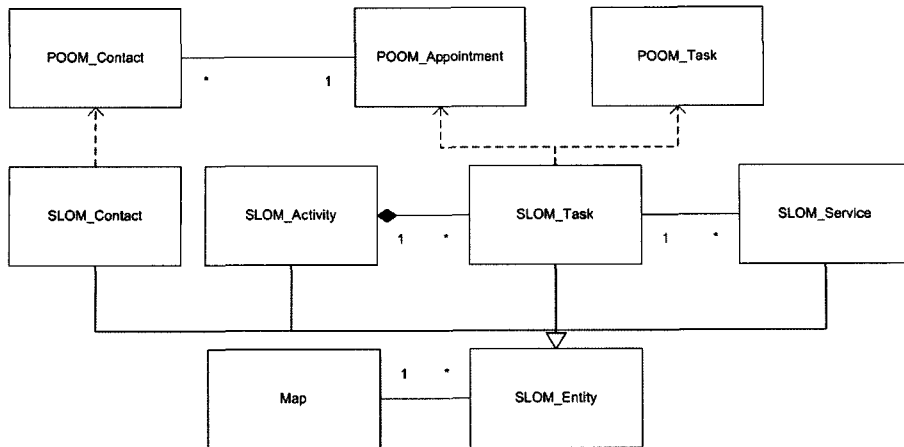 POOM_Contact
POOM_Appointment
POOM_Task
*
1
SLOM_Contact
SLOM_Activity
SLOM_Task
SLOM_Service
1
*
1
*
Map
1
*
SLOM_Entity